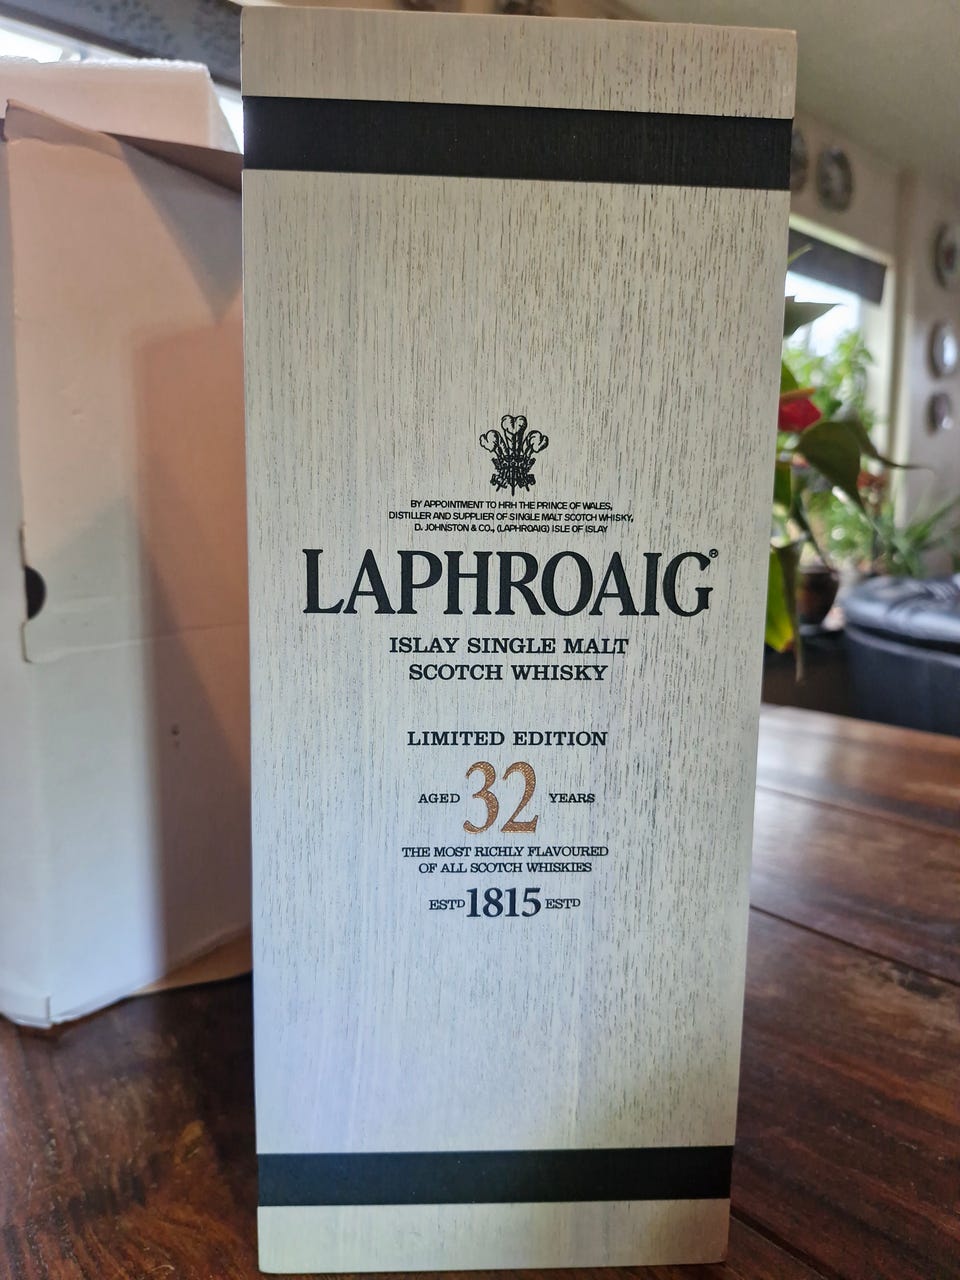 BY APPOINTMENT TO HRH THE PRINCE OF WALES,
DISTILLER AND SUPPLIER OF SINGLE MALT SCOTCH WHISKY,
D. JOHNSTON & CO., (LAPHROAIG) ISLE OF ISLAY
LAPHROAIG®
ISLAY SINGLE MALT
SCOTCH WHISKY
LIMITED EDITION
AGED 32 YEARS
THE MOST RICHLY FLAVOURED
OF ALL SCOTCH WHISKIES
ESTD 1815 ESTD